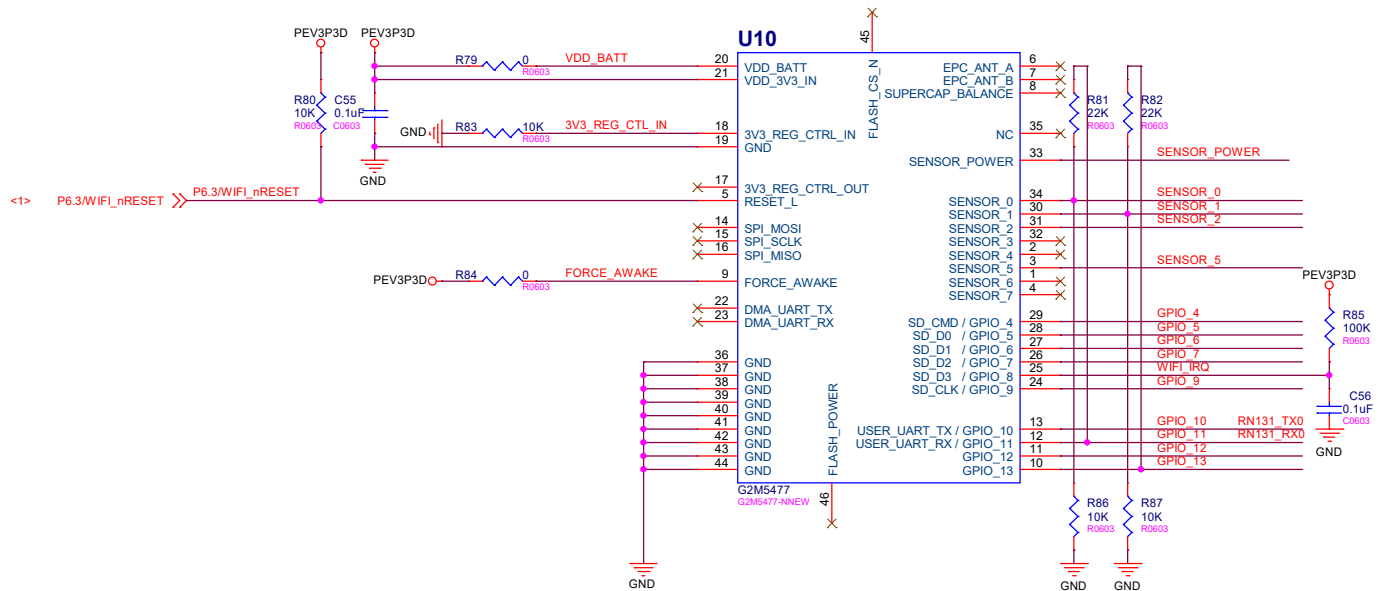 PEV3P3D PEV3P3D
U10
45
FLASH_CS_N
R79 0 VDD_BATT 20 VDD_BATT
R0603
21 VDD_3V3_IN
EPC_ANT_A 6
EPC_ANT_B 7
SUPERCAP_BALANCE 8
R80 C55
10K 0.1uF
R0603 C0603
R81 R82
22K 22K
R0603 R0603
GND R83 10K 3V3_REG_CTL_IN 18 3V3_REG_CTRL_IN
R0603
19 GND
GND
NC 35
SENSOR_POWER 33 SENSOR_POWER
17 3V3_REG_CTRL_OUT
<1> P6.3/WIFI_nRESET P6.3/WIFI_nRESET 5 RESET_L
SENSOR_0 34 SENSOR_0
SENSOR_1 30 SENSOR_1
SENSOR_2 31 SENSOR_2
SENSOR_3 32
SENSOR_4 2
SENSOR_5 3 SENSOR_5
SENSOR_6 1
SENSOR_7 4
14 SPI_MOSI
15 SPI_SCLK
16 SPI_MISO
PEV3P3D R84 0 FORCE_AWAKE 9 FORCE_AWAKE
R0603
22 DMA_UART_TX
23 DMA_UART_RX
PEV3P3D
R85
100K
R0603
SD_CMD / GPIO_4 29 GPIO_4
SD_D0 / GPIO_5 28 GPIO_5
SD_D1 / GPIO_6 27 GPIO_6
SD_D2 / GPIO_7 26 GPIO_7
SD_D3 / GPIO_8 25 WIFI_IRQ
SD_CLK / GPIO_9 24 GPIO_9
C56
0.1uF
C0603
GND
36 GND
37 GND
38 GND
39 GND
40 GND
41 GND
42 GND
43 GND
44 GND
FLASH_POWER
46
USER_UART_TX / GPIO_10 13 GPIO_10 RN131_TX0
USER_UART_RX / GPIO_11 12 GPIO_11 RN131_RX0
GPIO_12 11 GPIO_12
GPIO_13 10 GPIO_13
G2M5477
G2M5477-NNEW
R86 R87
10K 10K
R0603 R0603
GND GND GND